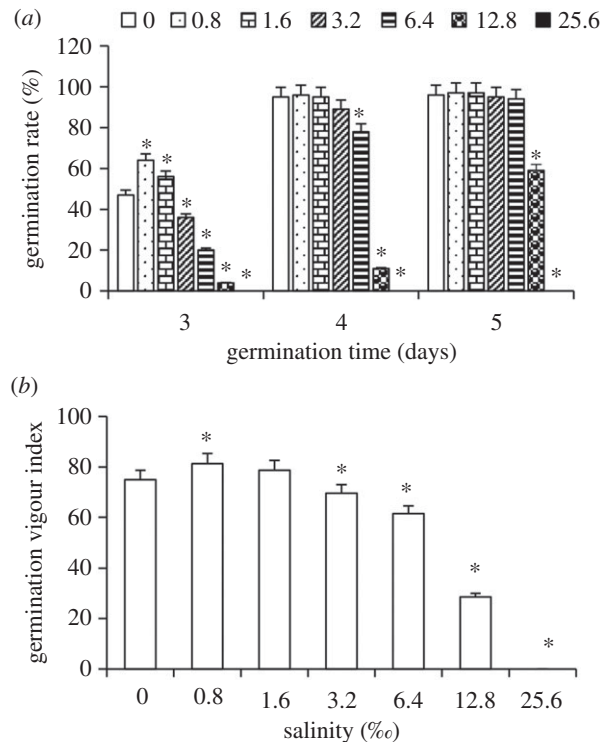 (a) 0 0.8 1.6 3.2 6.4 12.8 25.6
germination rate (%)
120
100
80
60
40
20
0
* * * * * *
* * *
* *
3 4 5
germination time (days)
(b)
germination vigour index
100
80
60
40
20
0
* * * * *
0 0.8 1.6 3.2 6.4 12.8 25.6
salinity (‰)